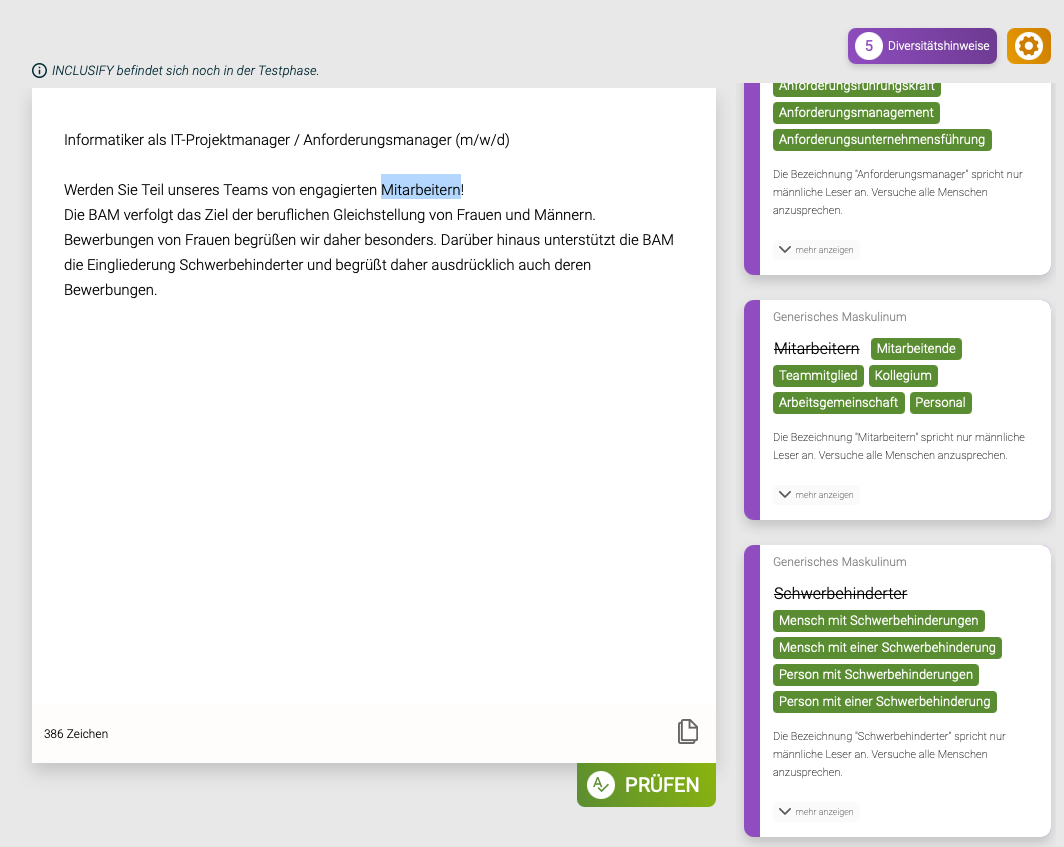 5 Diversitätshinweise
INCLUSIFY befindet sich noch in der Testphase.
Informatiker als IT-Projektmanager / Anforderungsmanager (m/w/d)
Werden Sie Teil unseres Teams von engagierten Mitarbeitern!
Die BAM verfolgt das Ziel der beruflichen Gleichstellung von Frauen und Männern.
Bewerbungen von Frauen begrüßen wir daher besonders. Darüber hinaus unterstützt die BAM
die Eingliederung Schwerbehinderter und begrüßt daher ausdrücklich auch deren
Bewerbungen.
386 Zeichen
PRÜFEN
Anforderungsführungskraft
Anforderungsmanagement
Anforderungsunternehmensführung
Die Bezeichnung "Anforderungsmanager" spricht nur
männliche Leser an. Versuche alle Menschen
anzusprechen.
mehr anzeigen
Generisches Maskulinum
Mitarbeitern Mitarbeitende
Teammitglied Kollegium
Arbeitsgemeinschaft Personal
Die Bezeichnung "Mitarbeitern" spricht nur männliche
Leser an. Versuche alle Menschen anzusprechen.
mehr anzeigen
Generisches Maskulinum
Schwerbehinderter
Mensch mit Schwerbehinderungen
Mensch mit einer Schwerbehinderung
Person mit Schwerbehinderungen
Person mit einer Schwerbehinderung
Die Bezeichnung "Schwerbehinderter" spricht nur
männliche Leser an. Versuche alle Menschen
anzusprechen.
mehr anzeigen